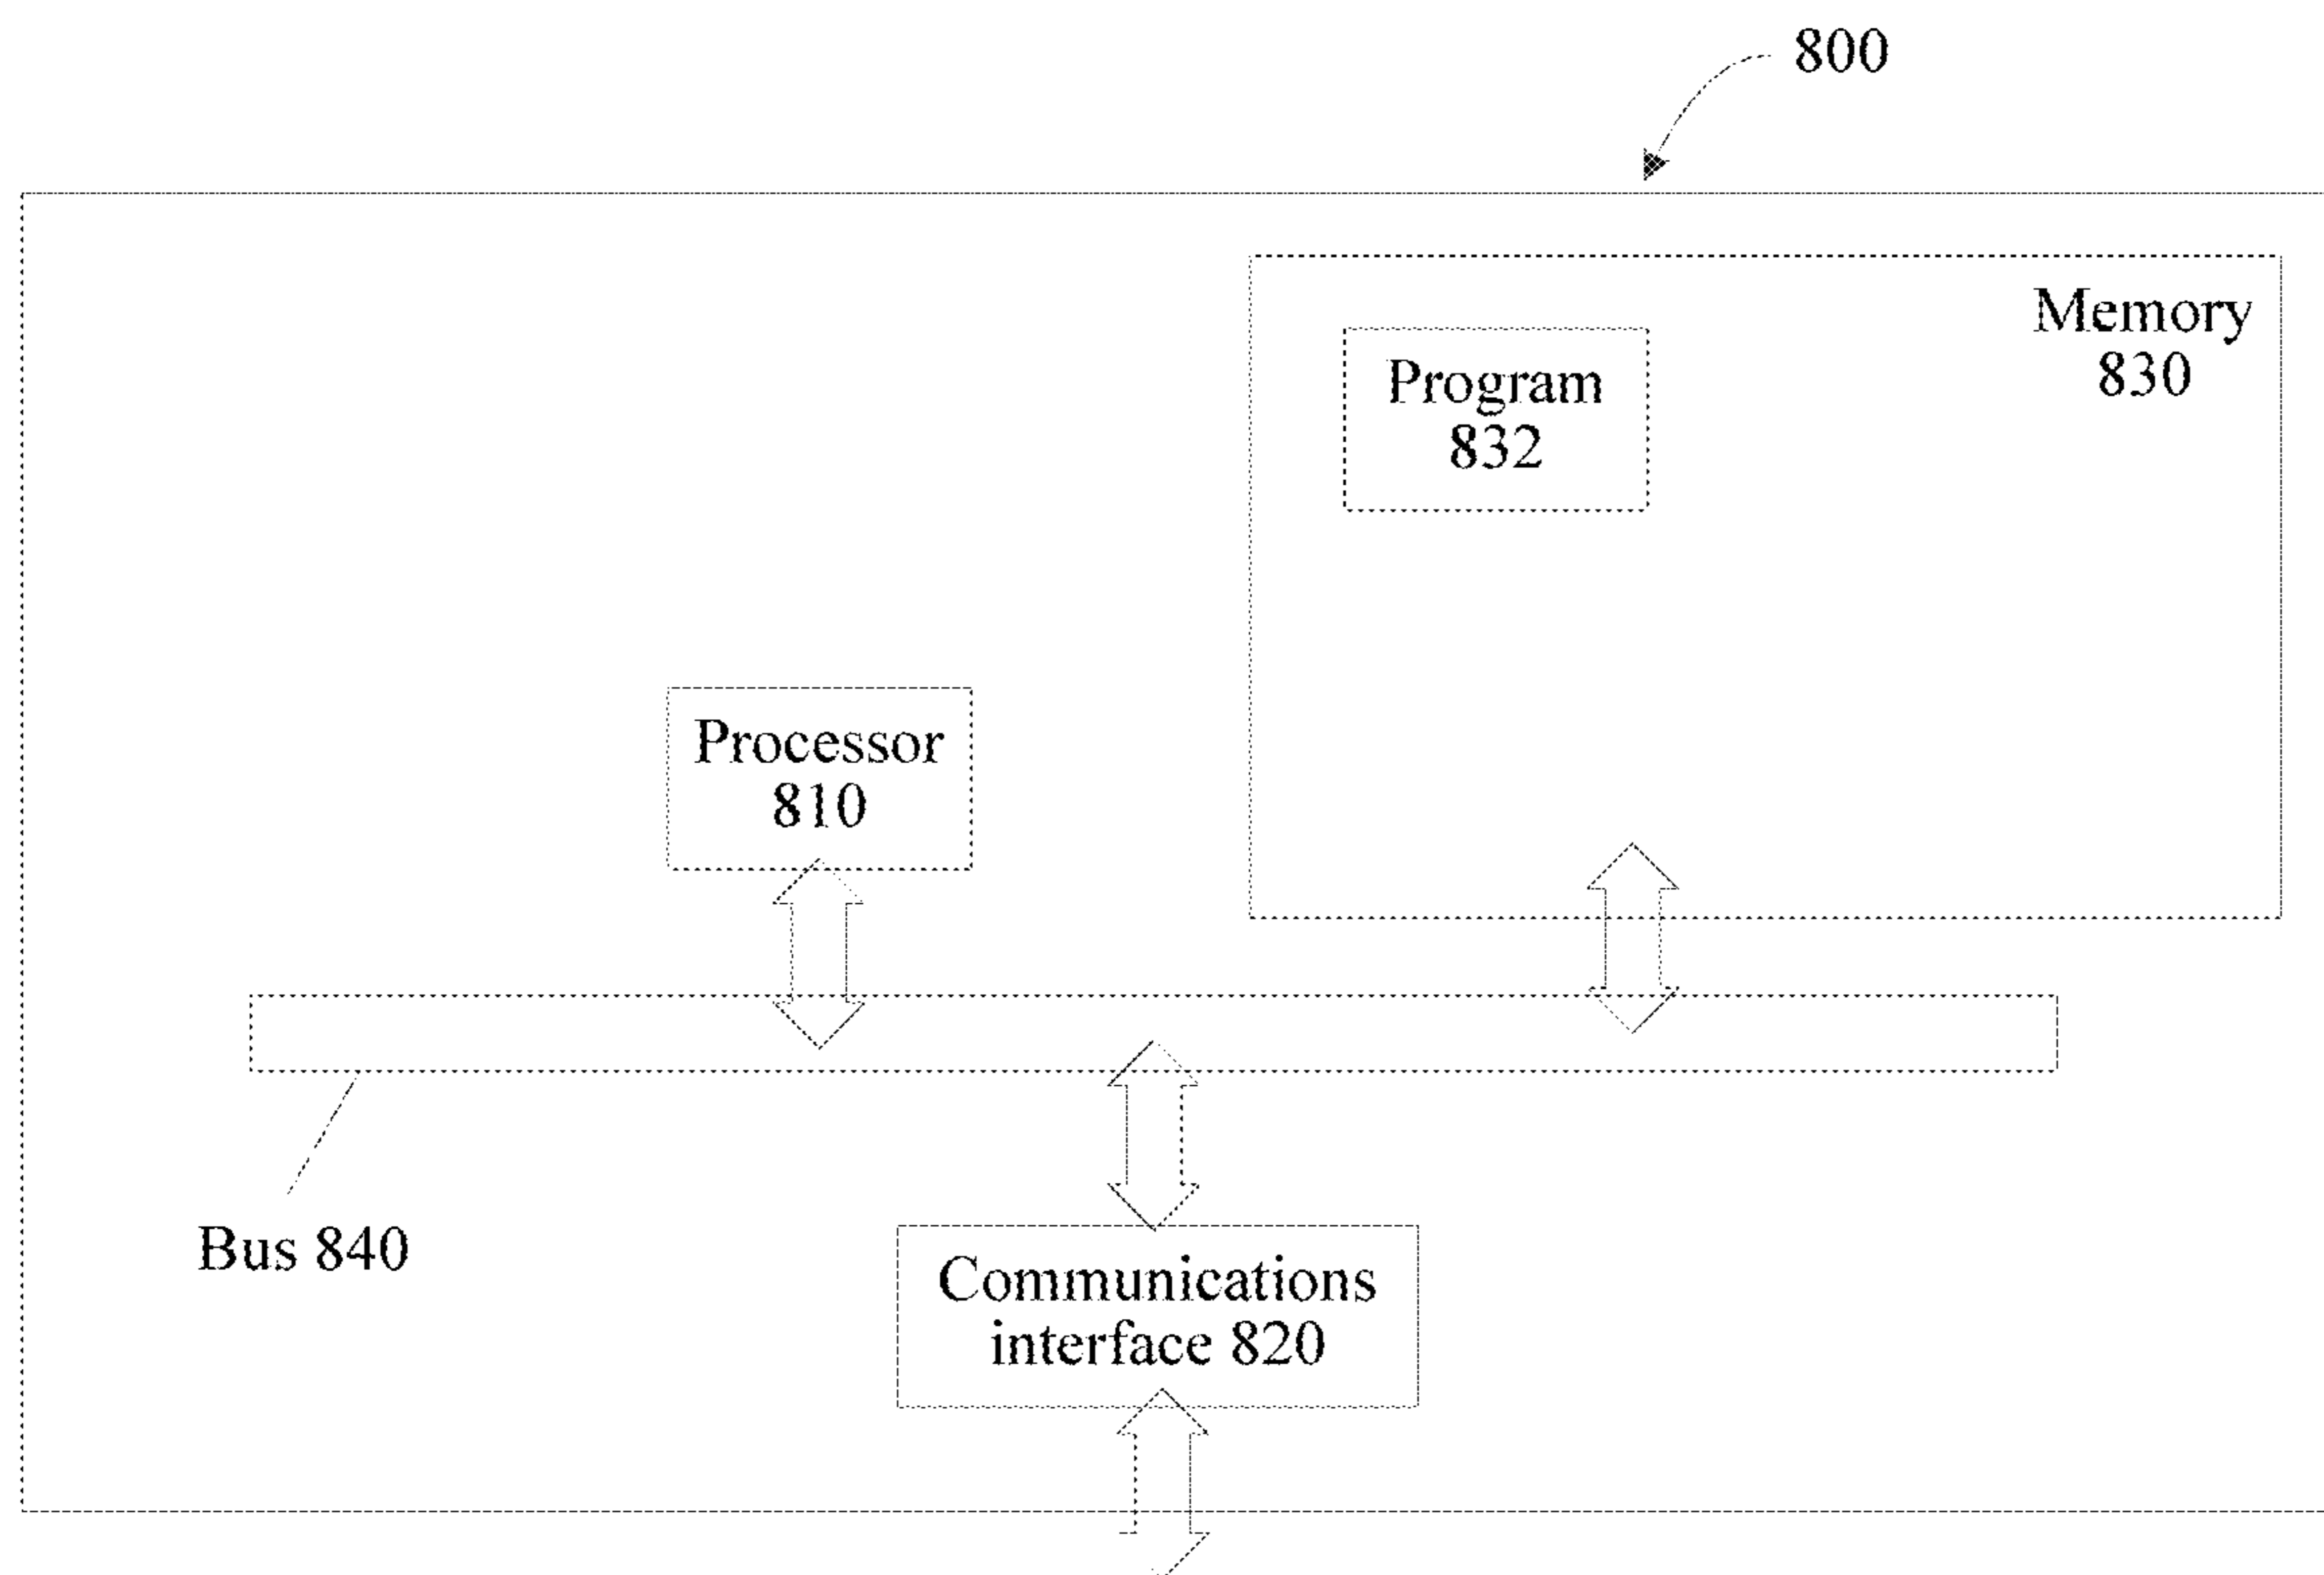 800
Memory
830
Program
832
Processor
810
Bus 840
Communications
interface 820